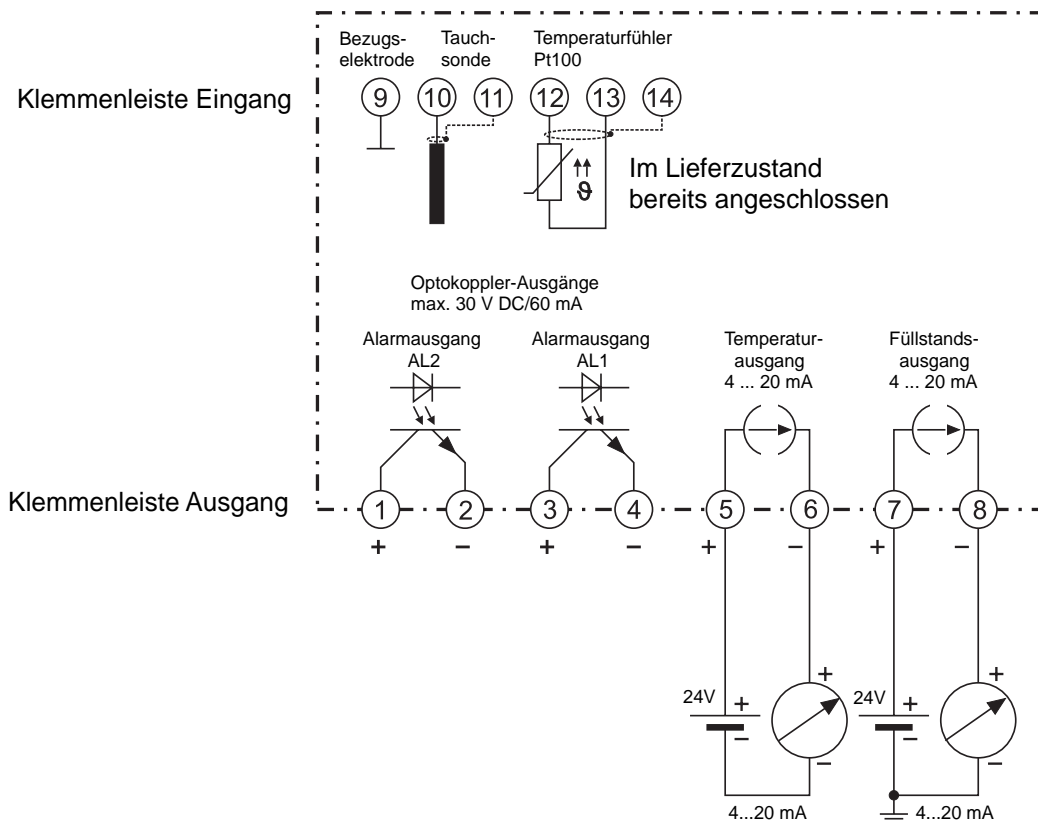 Bezugs-
elektrode
Tauch-
sonde
Temperaturfühler
Pt100
Klemmenleiste Eingang
9 10 11 12 13 14
ϑ
Im Lieferzustand
bereits angeschlossen
Optokoppler-Ausgänge
max. 30 V DC/60 mA
Alarmausgang
AL2
Alarmausgang
AL1
Temperatur-
ausgang
4 ... 20 mA
Füllstands-
ausgang
4 ... 20 mA
Klemmenleiste Ausgang
1 2 3 4 5 6 7 8
+ – + – + – + –
24V + +
– –
4...20 mA
24V + +
– –
4...20 mA